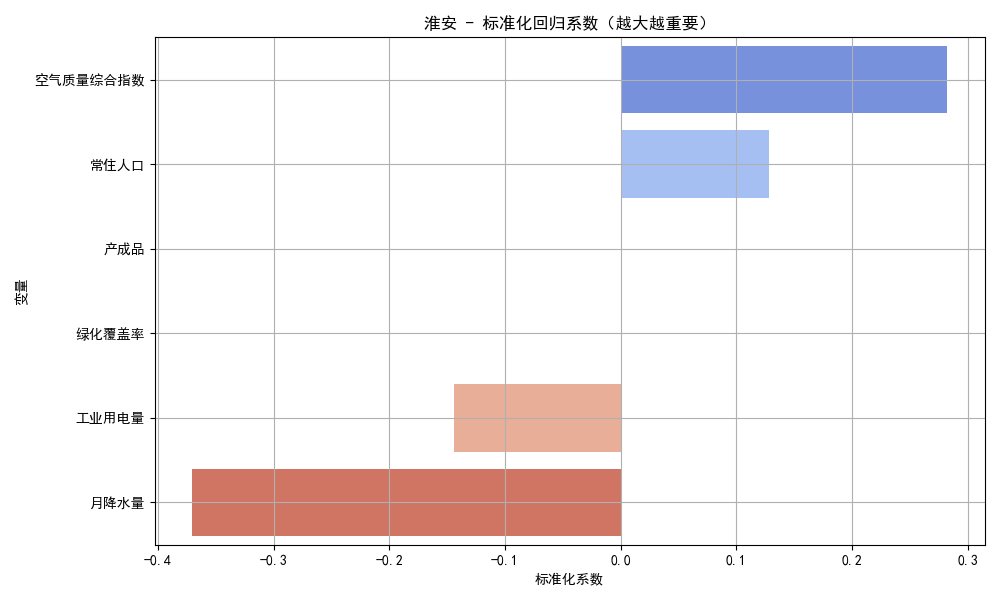 淮安 - 标准化回归系数（越大越重要）
空气质量综合指数
常住人口
产成品
绿化覆盖率
工业用电量
月降水量
变量
-0.4 -0.3 -0.2 -0.1 0.0 0.1 0.2 0.3
标准化系数